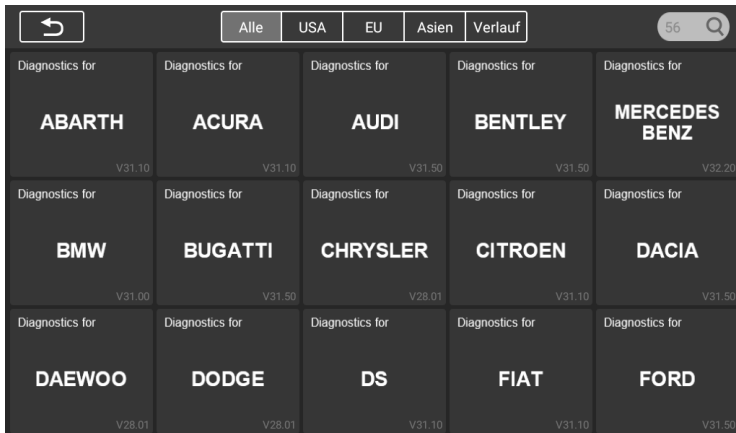 Alle USA EU Asien Verlauf 56
Diagnostics for Diagnostics for Diagnostics for Diagnostics for Diagnostics for
ABARTH ACURA AUDI BENTLEY MERCEDES BENZ
V31.10 V31.10 V31.50 V31.50 V32.20
Diagnostics for Diagnostics for Diagnostics for Diagnostics for Diagnostics for
BMW BUGATTI CHRYSLER CITROEN DACIA
V31.00 V31.50 V28.01 V31.10 V31.50
Diagnostics for Diagnostics for Diagnostics for Diagnostics for Diagnostics for
DAEWOO DODGE DS FIAT FORD
V28.01 V28.01 V31.10 V31.10 V31.50